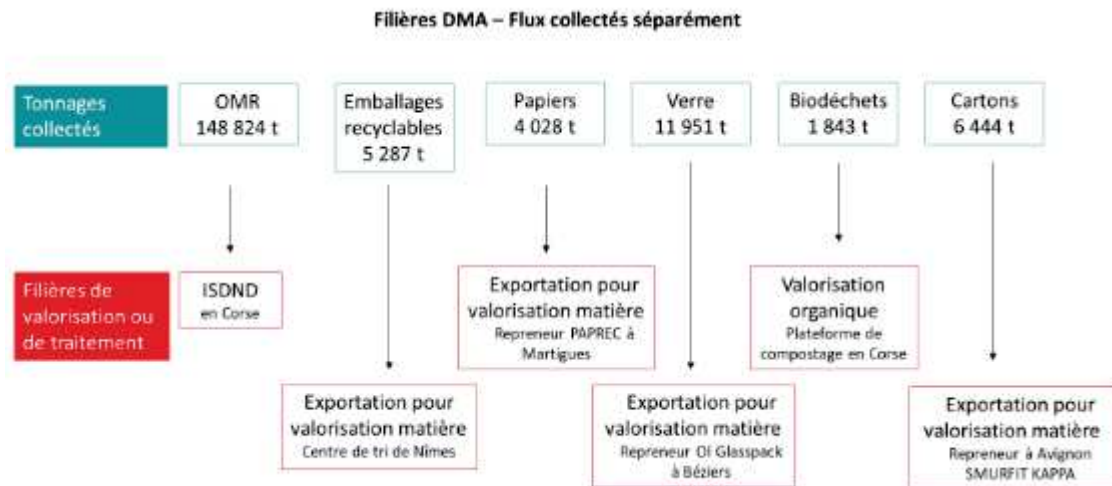 Filières DMA – Flux collectés séparément
Tonnages
collectés
OMR
148 824 t
Emballages
recyclables
5 287 t
Papiers
4 028 t
Verre
11 951 t
Biodéchets
1 843 t
Cartons
6 444 t
Filières de
valorisation ou
de traitement
ISDND
en Corse
Exportation pour
valorisation matière
Repreneur PAPREC à
Martigues
Valorisation
organique
Plateforme de
compostage en Corse
Exportation pour
valorisation matière
Centre de tri de Nîmes
Exportation pour
valorisation matière
Repreneur OI Glasspack
à Béziers
Exportation pour
valorisation matière
Repreneur à Avignon
SMURFIT KAPPA